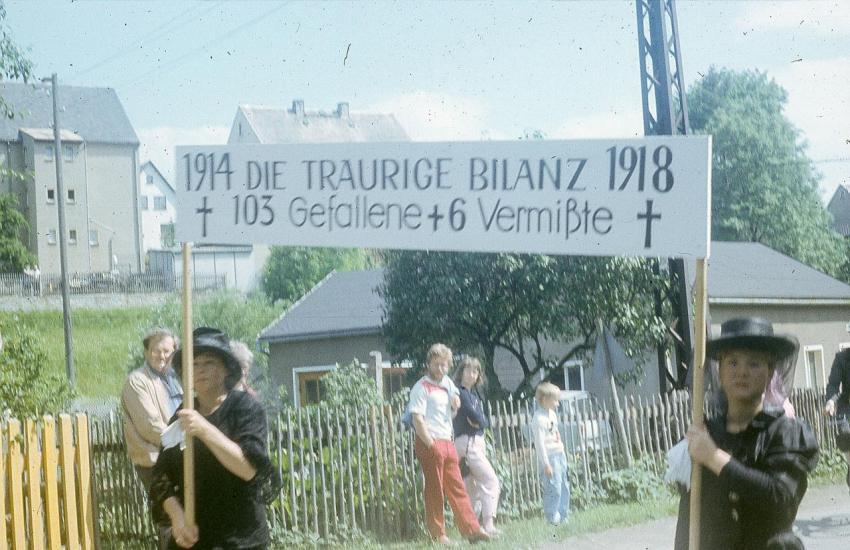 1914 DIE TRAURIGE BILANZ 1918
† 103 Gefallene + 6 Vermißte †